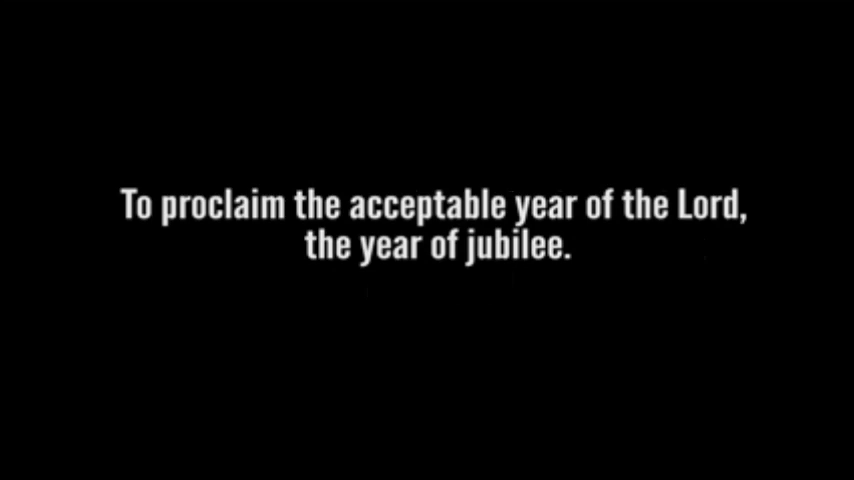 To proclaim the acceptable year of the Lord,
the year of jubilee.